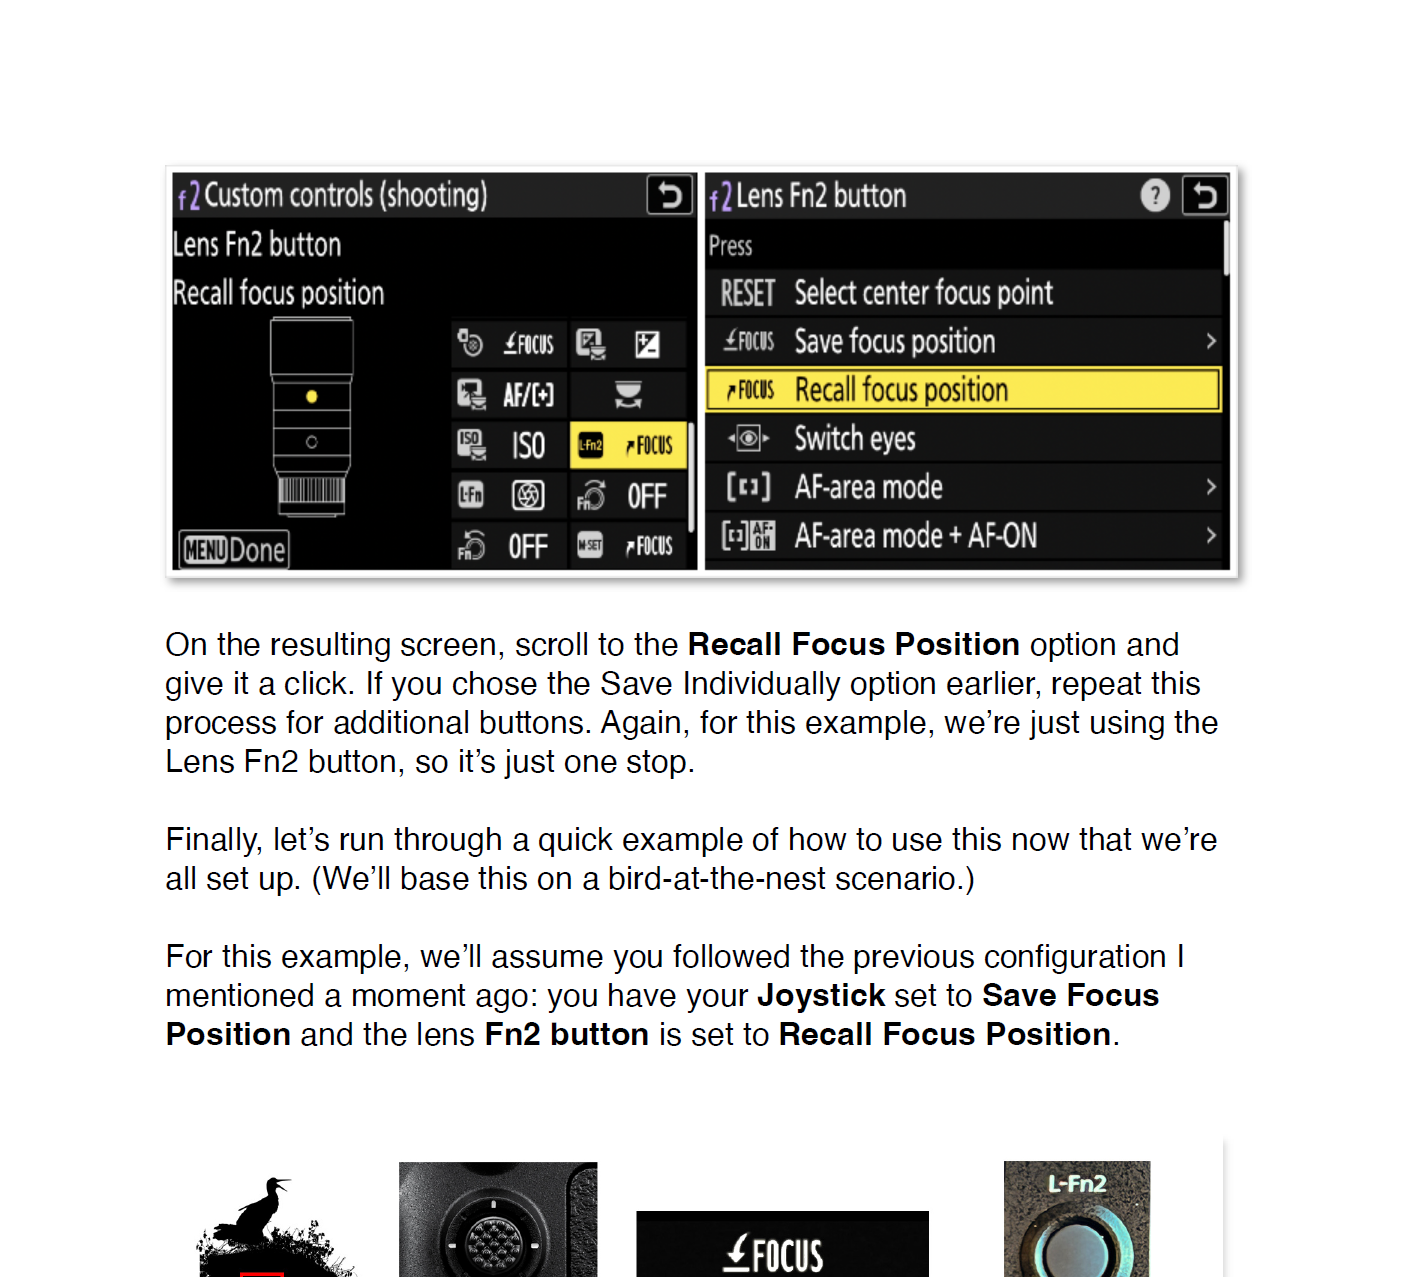 f2 Custom controls (shooting)
Lens Fn2 button
Recall focus position
FOCUS
AF/[+]
ISO ISO L-Fn2 FOCUS
L-Fn Fn OFF
Fn OFF M-SET FOCUS
MENU Done
f2 Lens Fn2 button ?
Press
RESET Select center focus point
FOCUS Save focus position >
FOCUS Recall focus position
Switch eyes
[ ] AF-area mode >
[ ] AF-ON AF-area mode + AF-ON >
On the resulting screen, scroll to the Recall Focus Position option and
give it a click. If you chose the Save Individually option earlier, repeat this
process for additional buttons. Again, for this example, we’re just using the
Lens Fn2 button, so it’s just one stop.
Finally, let’s run through a quick example of how to use this now that we’re
all set up. (We’ll base this on a bird-at-the-nest scenario.)
For this example, we’ll assume you followed the previous configuration I
mentioned a moment ago: you have your Joystick set to Save Focus
Position and the lens Fn2 button is set to Recall Focus Position.
FOCUS
L-Fn2